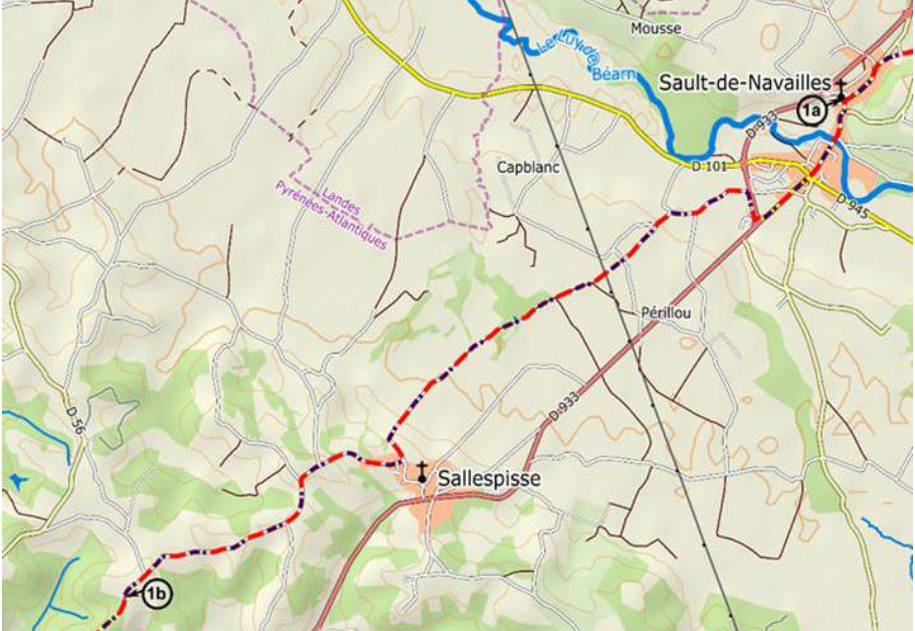 Mousse
Le Luy de
Béarn
Sault-de-Navailles
1a
D 933
Capblanc
D 101
Landes
Pyrénées-Atlantiques
D 945
Périllou
D 933
D 56
Sallespisse
1b